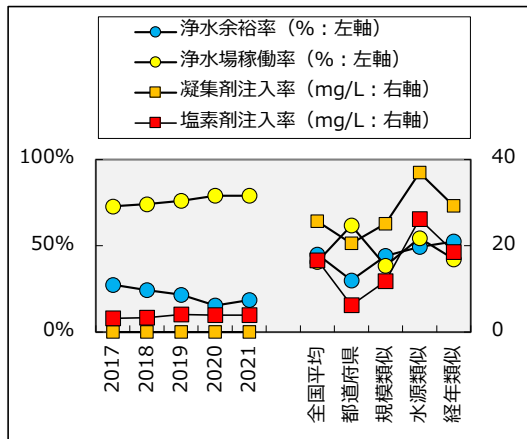 浄水余裕率（%：左軸）
浄水場稼働率（%：左軸）
凝集剤注入率（mg/L：右軸）
塩素剤注入率（mg/L：右軸）
100%
50%
0%
40
20
0
2017
2018
2019
2020
2021
全国平均
都道府県
規模類似
水源類似
経年類似